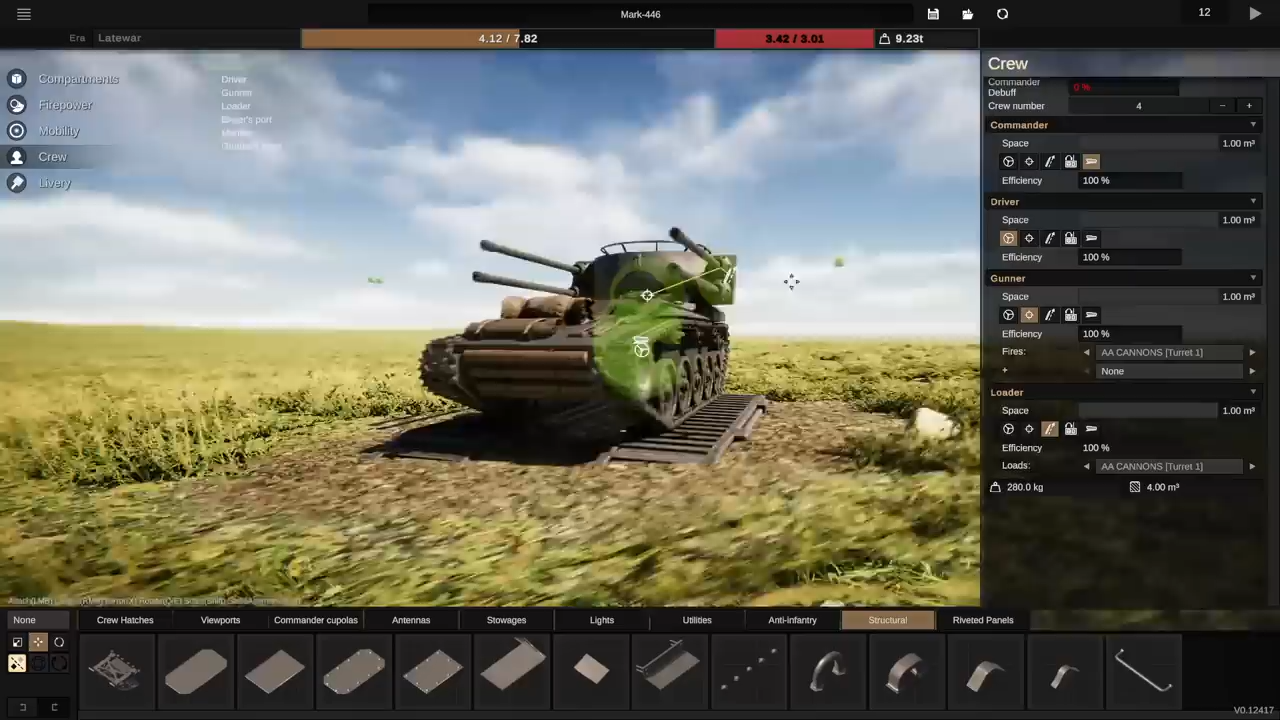 Mark-446
12
Era Latewar
4.12 / 7.82
3.42 / 3.01
9.23t
Compartments
Firepower
Mobility
Crew
Livery
Driver
Gunner
Loader
Crew
Commander
Debuff
0 %
Crew number 4 − +
Commander
Space 1.00 m³
Efficiency 100 %
Driver
Space 1.00 m³
Efficiency 100 %
Gunner
Space 1.00 m³
Efficiency 100 %
Fires: AA CANNONS [Turret 1]
+ None
Loader
Space 1.00 m³
Efficiency 100 %
Loads: AA CANNONS [Turret 1]
280.0 kg 4.00 m³
None
Crew Hatches
Viewports
Commander cupolas
Antennas
Stowages
Lights
Utilities
Anti-infantry
Structural
Riveted Panels
V0.12417